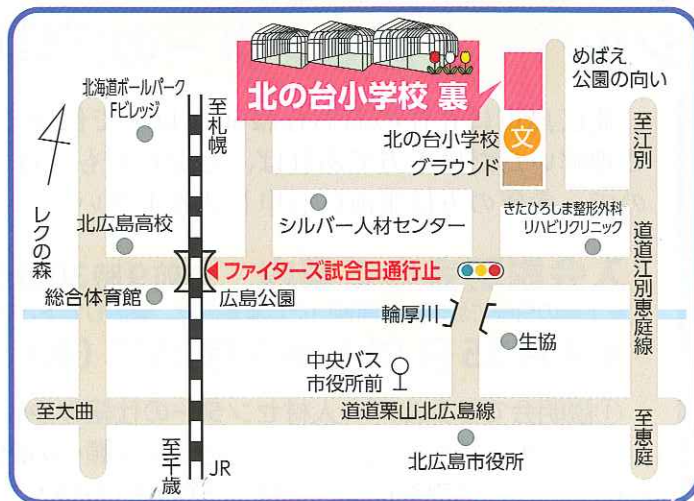 北海道ボールパーク
Fビレッジ
至札幌
北の台小学校 裏
めばえ
公園の向い
北の台小学校
文
グラウンド
至江別
レクの森
北広島高校
シルバー人材センター
きたひろしま整形外科
リハビリクリニック
ファイターズ試合日通行止
総合体育館
広島公園
道道江別恵庭線
輪厚川
生協
中央バス
市役所前
至大曲
道道栗山北広島線
至恵庭
至千歳
JR
北広島市役所